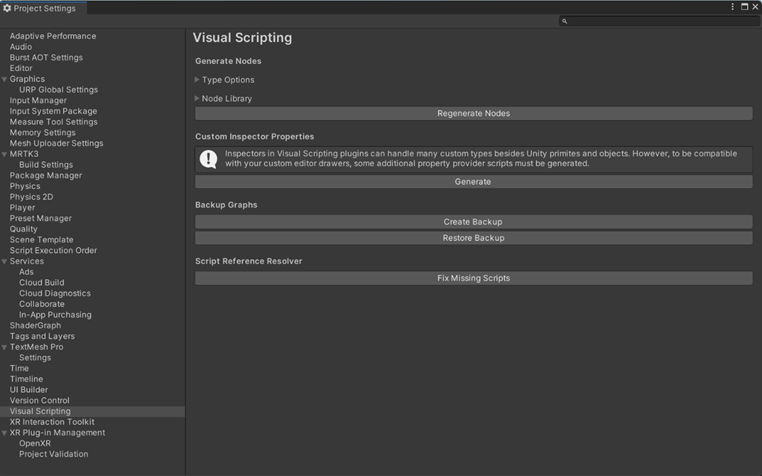 Project Settings
Adaptive Performance
Audio
Burst AOT Settings
Editor
Graphics
URP Global Settings
Input Manager
Input System Package
Measure Tool Settings
Memory Settings
Mesh Uploader Settings
MRTK3
Build Settings
Package Manager
Physics
Physics 2D
Player
Preset Manager
Quality
Scene Template
Script Execution Order
Services
Ads
Cloud Build
Cloud Diagnostics
Collaborate
In-App Purchasing
ShaderGraph
Tags and Layers
TextMesh Pro
Settings
Time
Timeline
UI Builder
Version Control
Visual Scripting
XR Interaction Toolkit
XR Plug-in Management
OpenXR
Project Validation
Visual Scripting
Generate Nodes
Type Options
Node Library
Regenerate Nodes
Custom Inspector Properties
Inspectors in Visual Scripting plugins can handle many custom types besides Unity primites and objects. However, to be compatible
with your custom editor drawers, some additional property provider scripts must be generated.
Generate
Backup Graphs
Create Backup
Restore Backup
Script Reference Resolver
Fix Missing Scripts